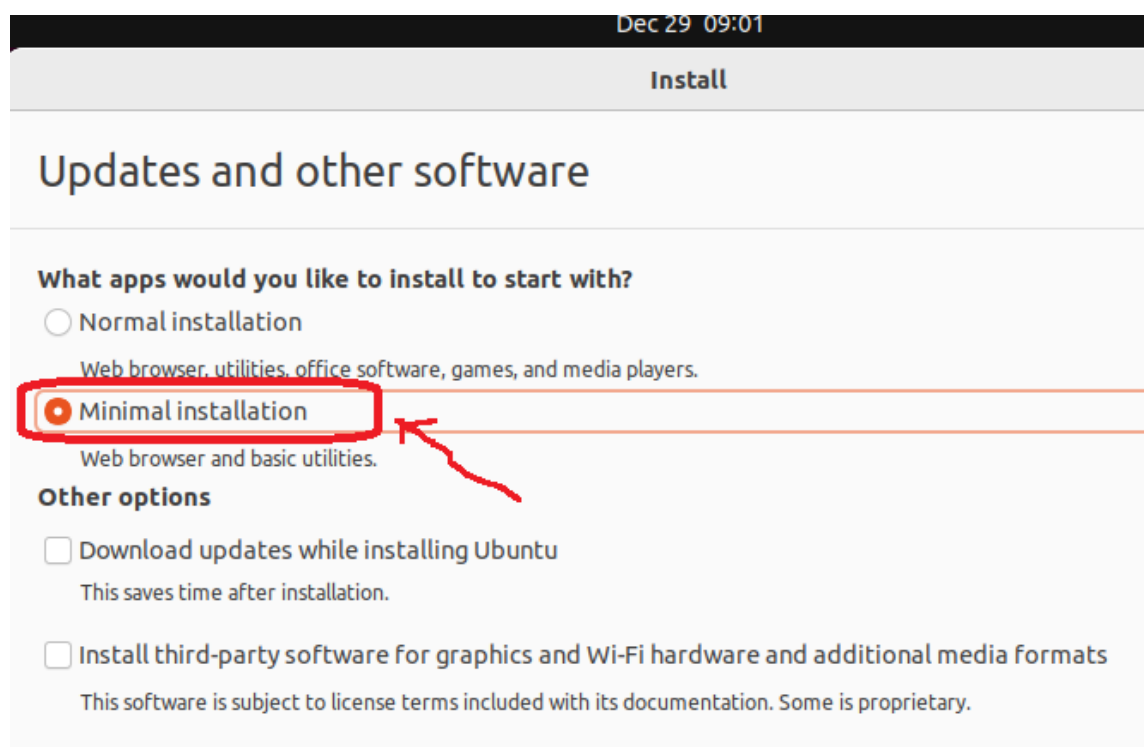 Dec 29 09:01
Install
Updates and other software
What apps would you like to install to start with?
Normal installation
Web browser, utilities, office software, games, and media players.
Minimal installation
Web browser and basic utilities.
Other options
Download updates while installing Ubuntu
This saves time after installation.
Install third-party software for graphics and Wi-Fi hardware and additional media formats
This software is subject to license terms included with its documentation. Some is proprietary.